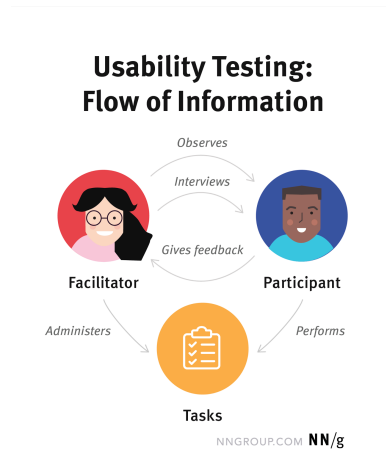 Usability Testing:
Flow of Information
Observes
Interviews
Gives feedback
Facilitator
Participant
Administers
Performs
Tasks
NNGROUP.COM NN/g